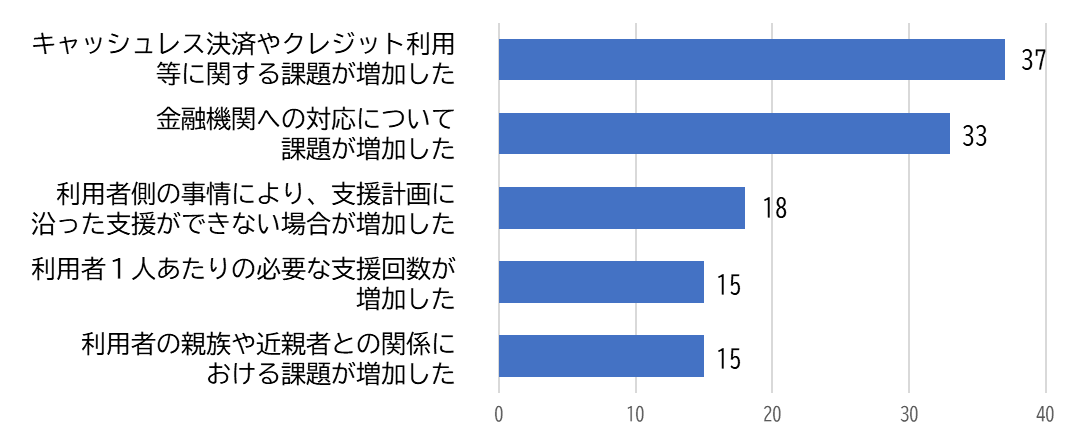 キャッシュレス決済やクレジット利用
等に関する課題が増加した
37
金融機関への対応について
課題が増加した
33
利用者側の事情により、支援計画に
沿った支援ができない場合が増加した
18
利用者１人あたりの必要な支援回数が
増加した
15
利用者の親族や近親者との関係に
おける課題が増加した
15
0 10 20 30 40